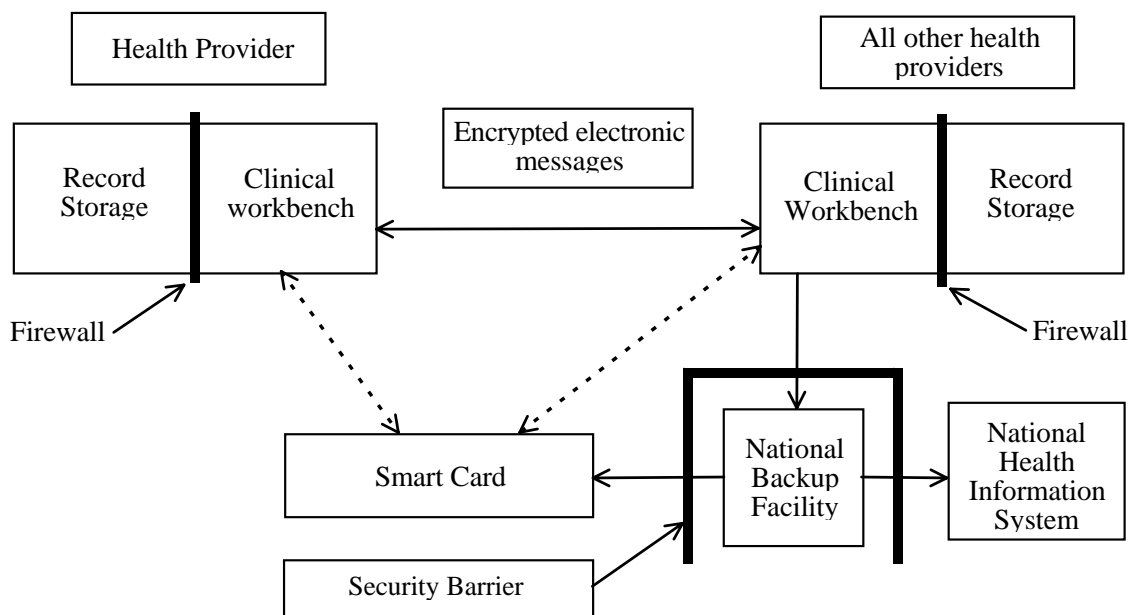 Health Provider
All other health
providers
Encrypted electronic
messages
Record
Storage
Clinical
workbench
Clinical
Workbench
Record
Storage
Firewall
Firewall
Smart Card
National
Backup
Facility
National
Health
Information
System
Security Barrier